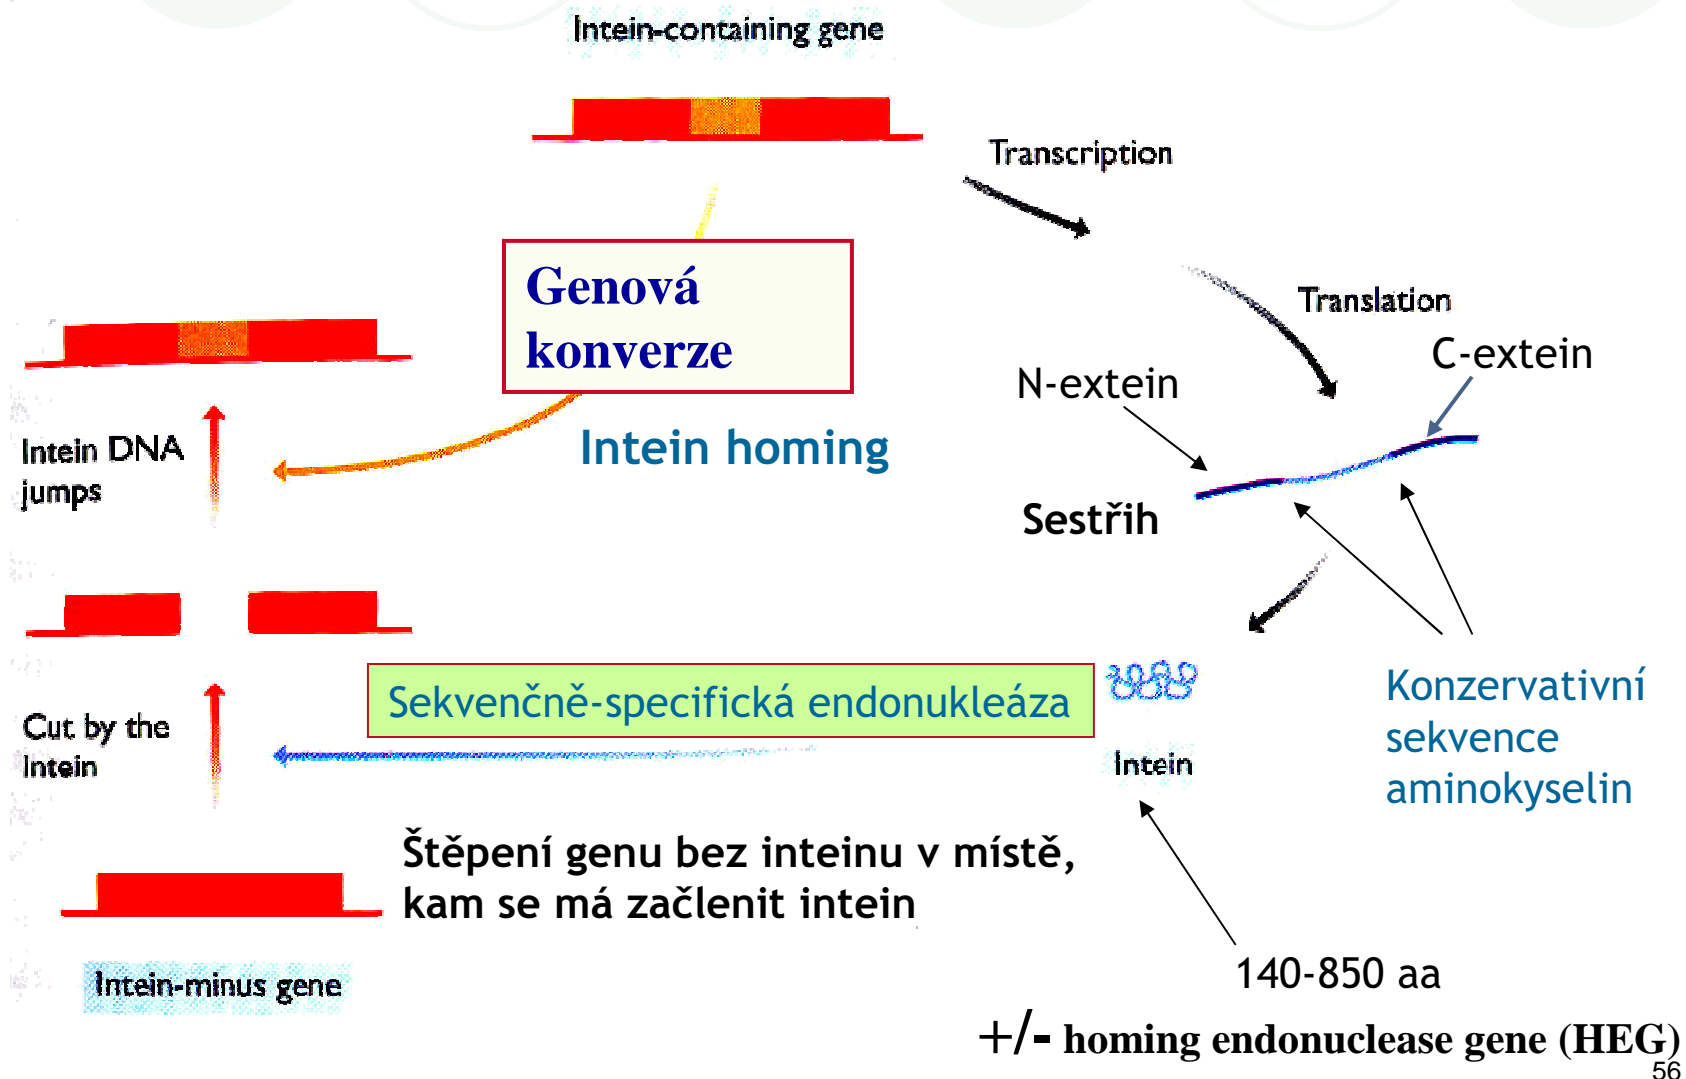 Intein-containing gene
Transcription
Genová
konverze
Translation
C-extein
N-extein
Intein homing
Intein DNA
jumps
Sestřih
Sekvenčně-specifická endonukleáza
Konzervativní
sekvence
aminokyselin
Cut by the
Intein
Intein
Štěpení genu bez inteinu v místě,
kam se má začlenit intein
Intein-minus gene
140-850 aa
+/- homing endonuclease gene (HEG)
56